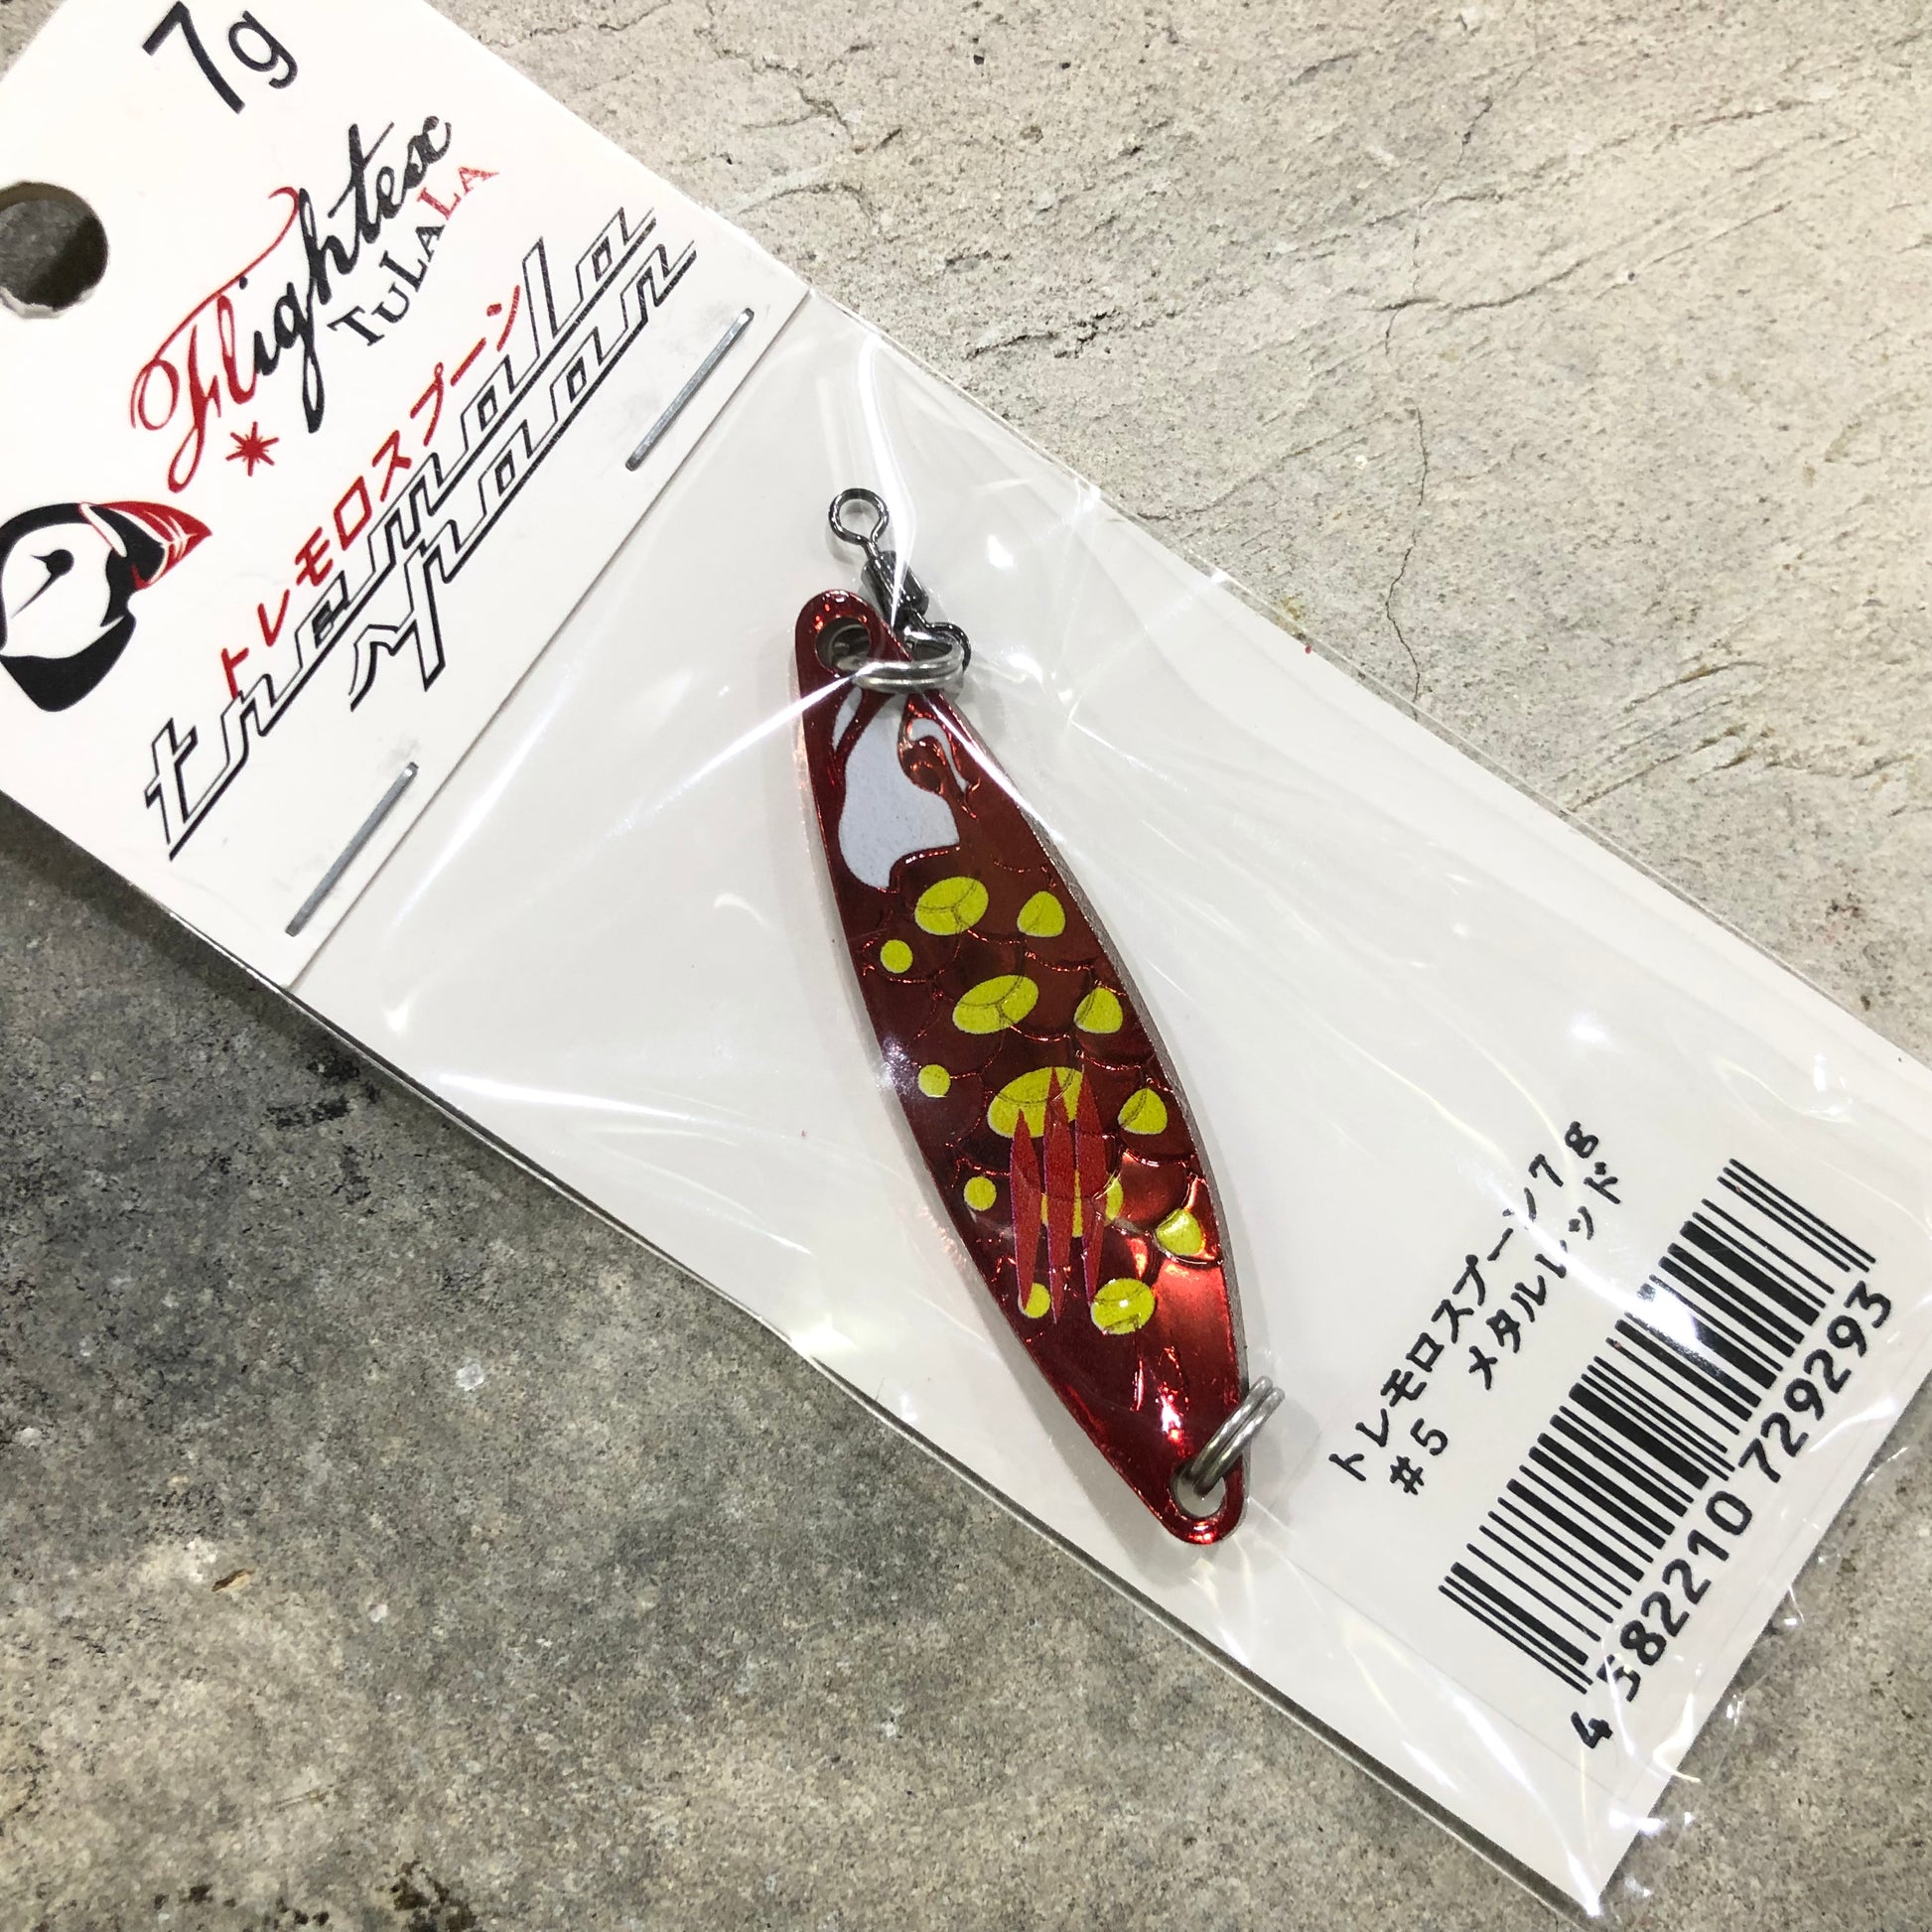 7g
Flightex
TULALA
トレモロスプーン
tremolo
spoon
トレモロスプーン7g
#5 メタルレッド
4582210729293